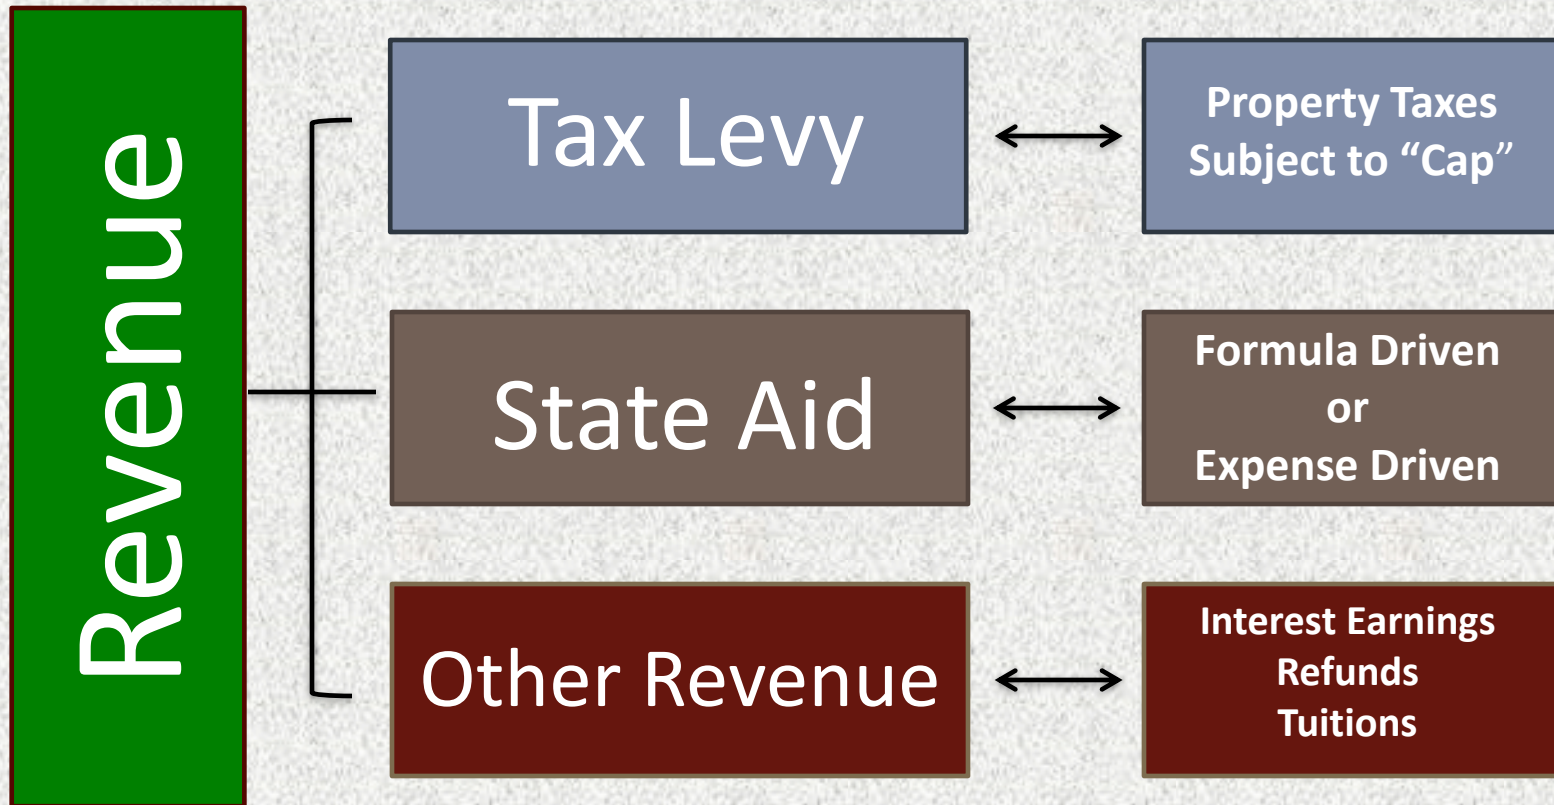 Revenue
Tax Levy
Property Taxes
Subject to “Cap”
State Aid
Formula Driven
or
Expense Driven
Other Revenue
Interest Earnings
Refunds
Tuitions